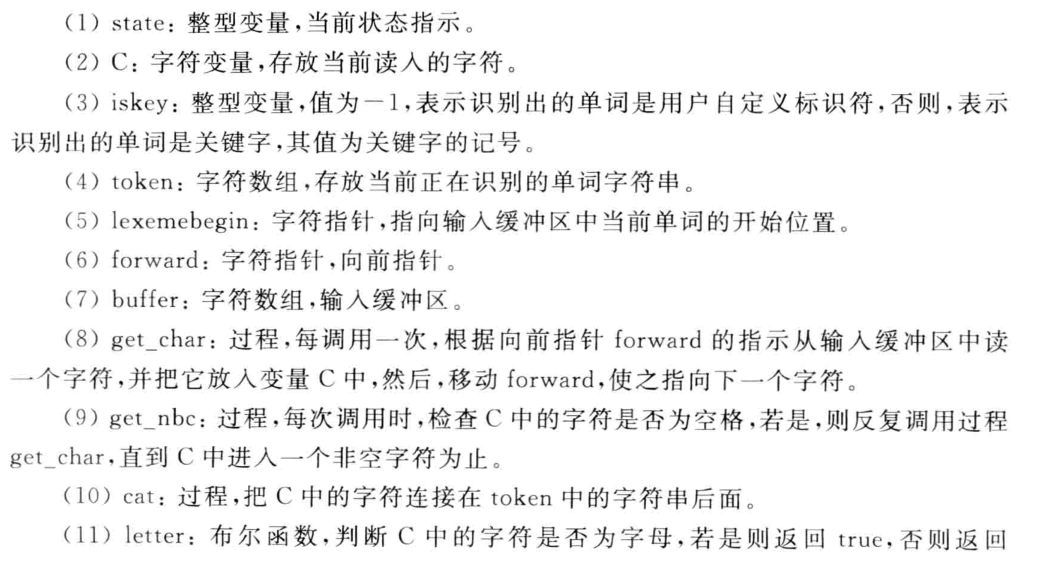 （1）state：整型变量，当前状态指示。
（2）C：字符变量，存放当前读入的字符。
（3）iskey：整型变量，值为－1，表示识别出的单词是用户自定义标识符，否则，表示
识别出的单词是关键字，其值为关键字的记号。
（4）token：字符数组，存放当前正在识别的单词字符串。
（5）lexemebegin：字符指针，指向输入缓冲区中当前单词的开始位置。
（6）forward：字符指针，向前指针。
（7）buffer：字符数组，输入缓冲区。
（8）get_char：过程，每调用一次，根据向前指针 forward 的指示从输入缓冲区中读
一个字符，并把它放入变量 C 中，然后，移动 forward，使之指向下一个字符。
（9）get_nbc：过程，每次调用时，检查 C 中的字符是否为空格，若是，则反复调用过程
get_char，直到 C 中进入一个非空字符为止。
（10）cat：过程，把 C 中的字符连接在 token 中的字符串后面。
（11）letter：布尔函数，判断 C 中的字符是否为字母，若是则返回 true，否则返回